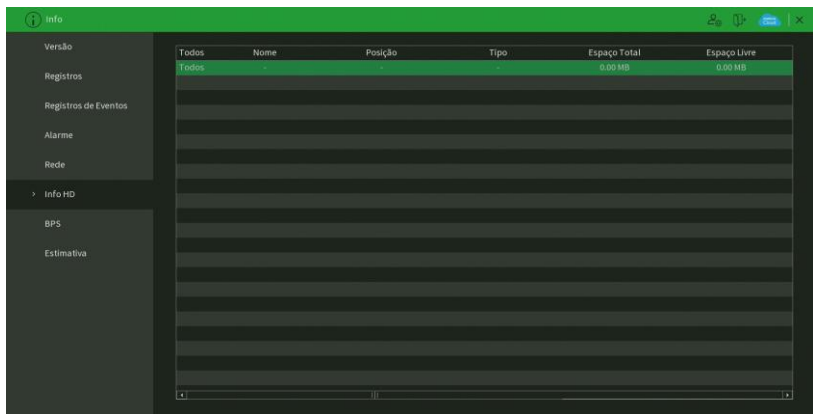 Info
Versão
Registros
Registros de Eventos
Alarme
Rede
> Info HD
BPS
Estimativa
Todos Nome Posição Tipo Espaço Total Espaço Livre
Todos - - - 0.00 MB 0.00 MB